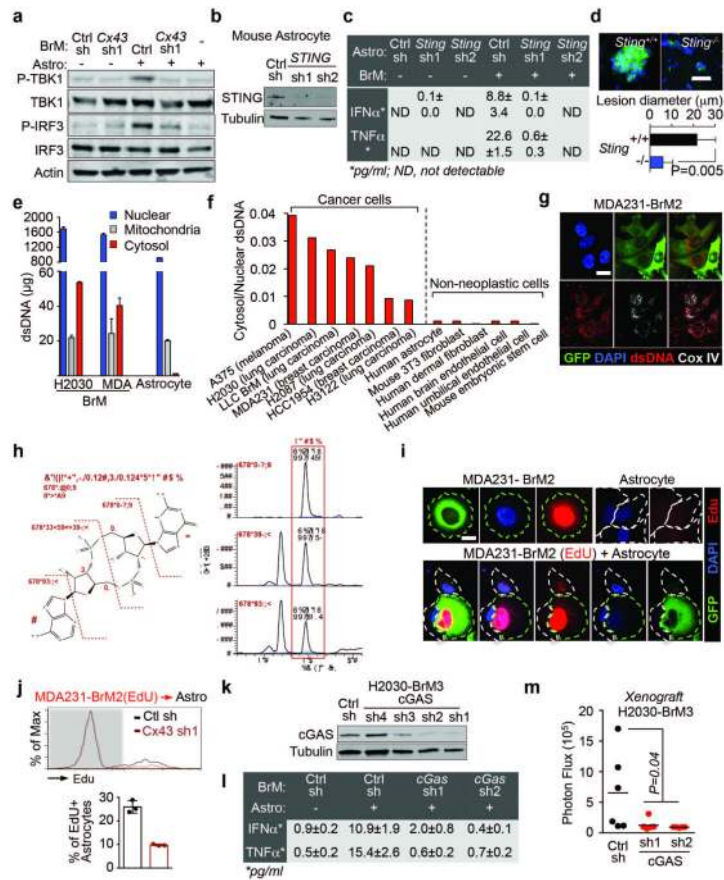 a
BrM:
Ctrl sh
Cx43 sh1
Ctrl sh
Cx43 sh1
-
Astro: - - + + +
P-TBK1
TBK1
P-IRF3
IRF3
Actin
b
Mouse Astrocyte
Ctrl sh
STING
sh1 sh2
STING
Tubulin
c
Astro: Ctrl sh Sting sh1 Sting sh2 Ctrl sh Sting sh1 Sting sh2
BrM: - - - + + +
IFNα* ND 0.1± 0.0 ND 8.8± 3.4 0.1± 0.0 ND
TNFα * ND ND ND 22.6 ±1.5 0.6± 0.3 ND
*pg/ml; ND, not detectable
d
Sting+/+
Sting-/-
Lesion diameter (µm)
0 10 20 30
Sting
+/+
-/-
P=0.005
e
dsDNA (µg)
2000
1600
60
20
0
Nuclear
Mitochondria
Cytosol
H2030 MDA Astrocyte
BrM
f
Cytosol/Nuclear dsDNA
0.04
0.03
0.02
0.01
0
Cancer cells
Non-neoplastic cells
A375 (melanoma)
H2030 (lung carcinoma)
LLC BrM (lung carcinoma)
MDA231 (breast carcinoma)
H2087 (lung carcinoma)
HCC1954 (breast carcinoma)
H3122 (lung carcinoma)
Human astrocyte
Mouse 3T3 fibroblast
Human dermal fibroblast
Human brain endothelial cell
Human umbilical endothelial cell
Mouse embryonic stem cell
g
MDA231-BrM2
GFP DAPI dsDNA Cox IV
h
i
MDA231- BrM2
Astrocyte
MDA231-BrM2 (EdU) + Astrocyte
GFP DAPI Edu
j
MDA231-BrM2(EdU) → Astro
% of Max
Ctl sh
Cx43 sh1
Edu
% of EdU+ Astrocytes
40
30
20
10
0
k
H2030-BrM3
Ctrl sh
cGAS
sh4 sh3 sh2 sh1
cGAS
Tubulin
l
BrM: Ctrl sh Ctrl sh cGas sh1 cGas sh2
Astro: - + + +
IFNα* 0.9±0.2 10.9±1.9 2.0±0.8 0.4±0.1
TNFα* 0.5±0.2 15.4±2.6 0.6±0.2 0.7±0.2
*pg/ml
m
Xenograft
H2030-BrM3
Photon Flux (10⁵)
20
15
10
5
0
P=0.04
Ctrl sh
sh1 sh2
cGAS